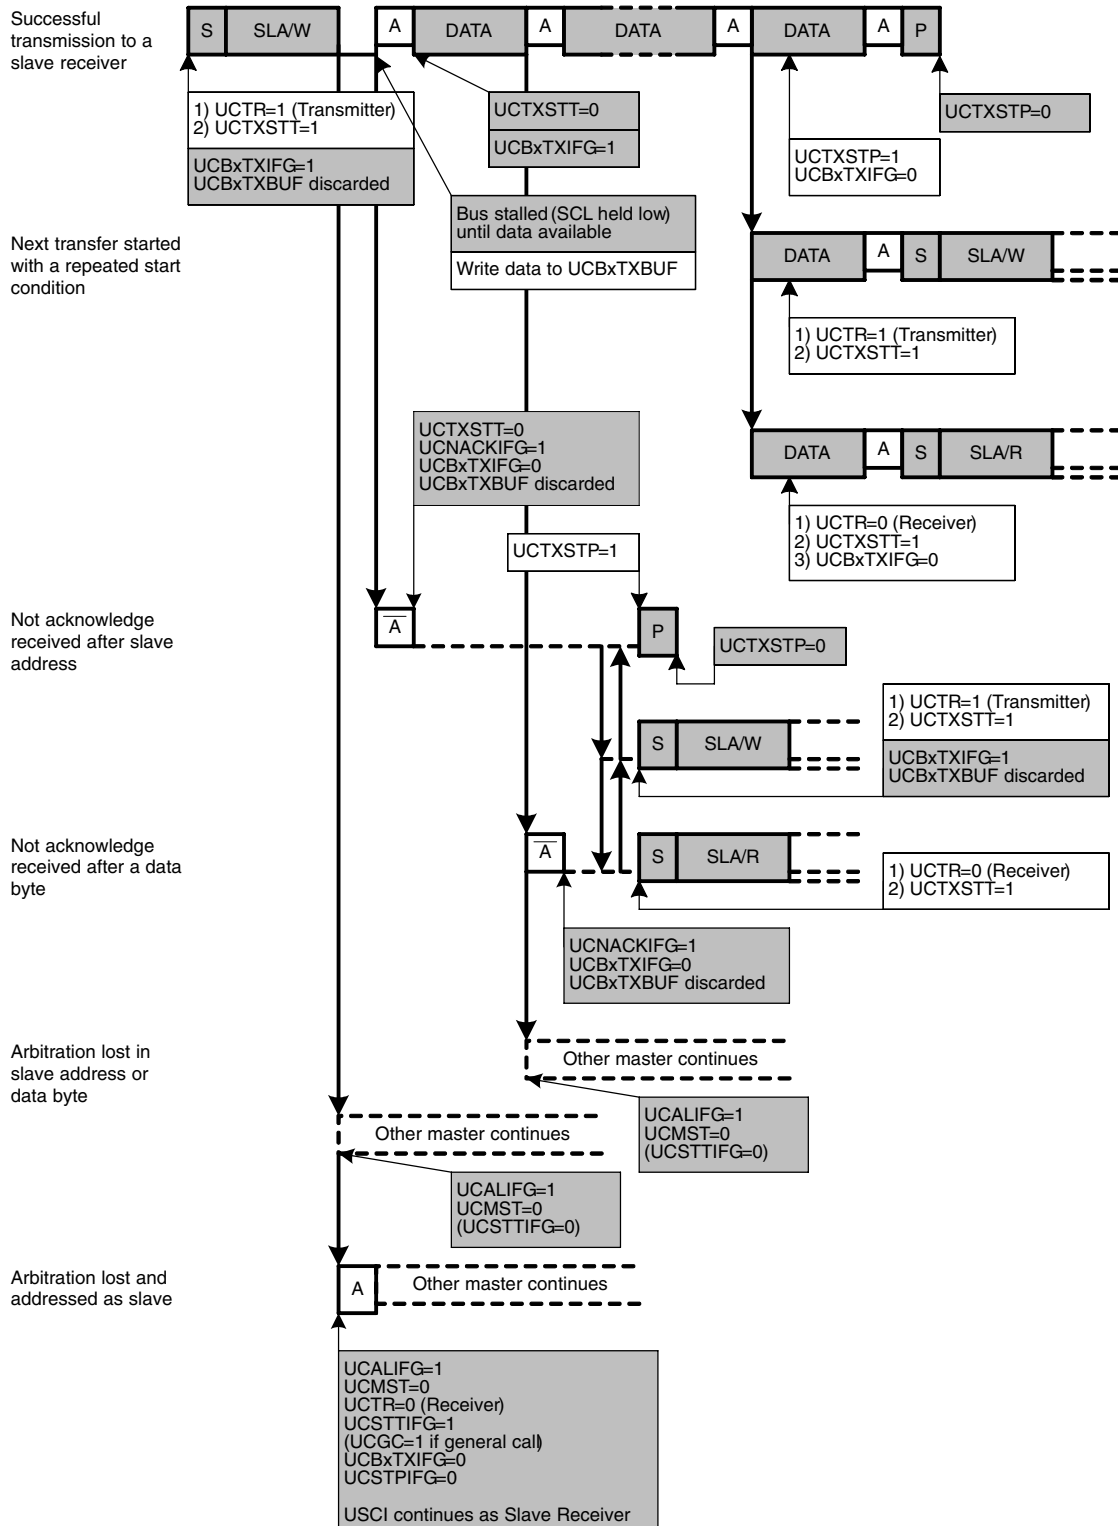 Successful
transmission to a
slave receiver
S
SLA/W
A
DATA
A
DATA
A
DATA
A
P
1) UCTR=1 (Transmitter)
2) UCTXSTT=1
UCBxTXIFG=1
UCBxTXBUF discarded
UCTXSTT=0
UCBxTXIFG=1
Bus stalled (SCL held low)
until data available
Write data to UCBxTXBUF
UCTXSTP=1
UCBxTXIFG=0
UCTXSTP=0
Next transfer started
with a repeated start
condition
DATA
A
S
SLA/W
1) UCTR=1 (Transmitter)
2) UCTXSTT=1
DATA
A
S
SLA/R
1) UCTR=0 (Receiver)
2) UCTXSTT=1
3) UCBxTXIFG=0
UCTXSTT=0
UCNACKIFG=1
UCBxTXIFG=0
UCBxTXBUF discarded
UCTXSTP=1
Not acknowledge
received after slave
address
A
P
UCTXSTP=0
S
SLA/W
1) UCTR=1 (Transmitter)
2) UCTXSTT=1
UCBxTXIFG=1
UCBxTXBUF discarded
Not acknowledge
received after a data
byte
A
S
SLA/R
1) UCTR=0 (Receiver)
2) UCTXSTT=1
UCNACKIFG=1
UCBxTXIFG=0
UCBxTXBUF discarded
Arbitration lost in
slave address or
data byte
Other master continues
UCALIFG=1
UCMST=0
(UCSTTIFG=0)
Other master continues
UCALIFG=1
UCMST=0
(UCSTTIFG=0)
Arbitration lost and
addressed as slave
A
Other master continues
UCALIFG=1
UCMST=0
UCTR=0 (Receiver)
UCSTTIFG=1
(UCGC=1 if general call)
UCBxTXIFG=0
UCSTPIFG=0
USCI continues as Slave Receiver